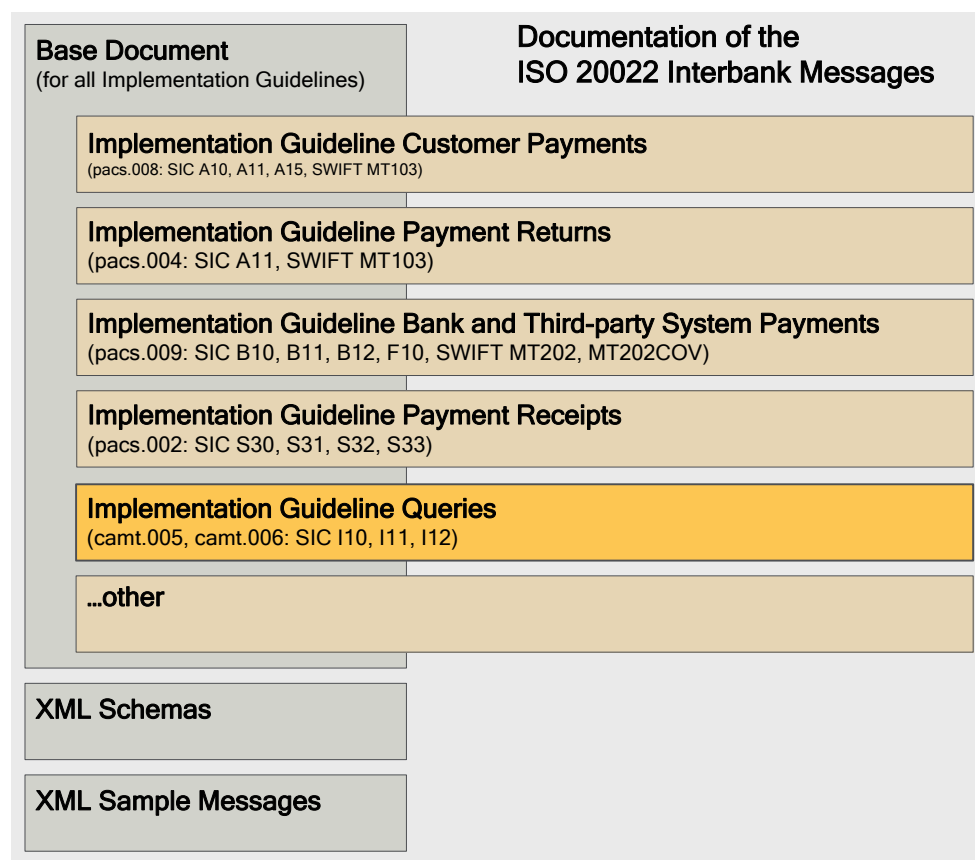 Base Document
(for all Implementation Guidelines)
Documentation of the
ISO 20022 Interbank Messages
Implementation Guideline Customer Payments
(pacs.008: SIC A10, A11, A15, SWIFT MT103)
Implementation Guideline Payment Returns
(pacs.004: SIC A11, SWIFT MT103)
Implementation Guideline Bank and Third-party System Payments
(pacs.009: SIC B10, B11, B12, F10, SWIFT MT202, MT202COV)
Implementation Guideline Payment Receipts
(pacs.002: SIC S30, S31, S32, S33)
Implementation Guideline Queries
(camt.005, camt.006: SIC I10, I11, I12)
...other
XML Schemas
XML Sample Messages